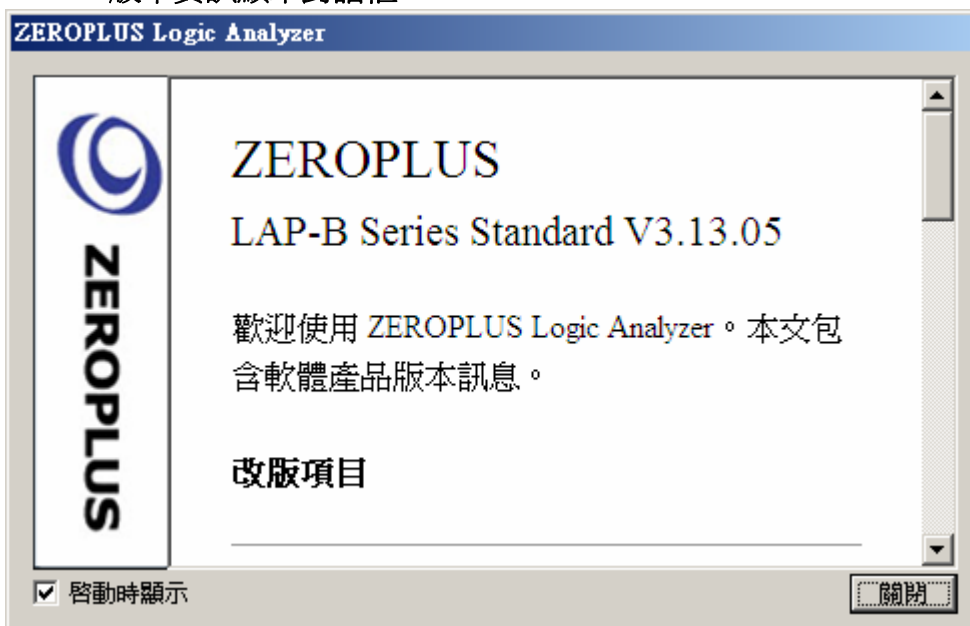 ZEROPLUS Logic Analyzer
ZEROPLUS
ZEROPLUS
LAP-B Series Standard V3.13.05
歡迎使用 ZEROPLUS Logic Analyzer。本文包
含軟體產品版本訊息。
改版項目
啓動時顯示
關閉